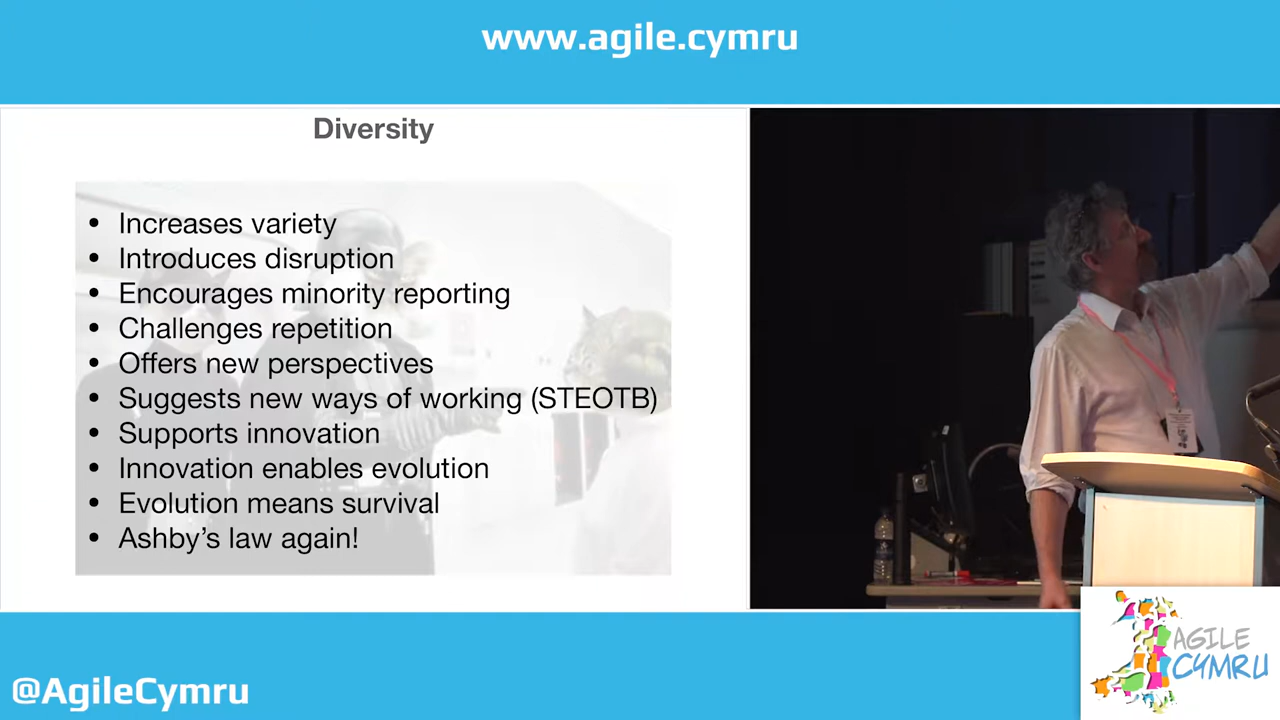 www.agile.cymru
Diversity
• Increases variety
• Introduces disruption
• Encourages minority reporting
• Challenges repetition
• Offers new perspectives
• Suggests new ways of working (STEOTB)
• Supports innovation
• Innovation enables evolution
• Evolution means survival
• Ashby’s law again!
@AgileCymru
AGILE
CYMRU